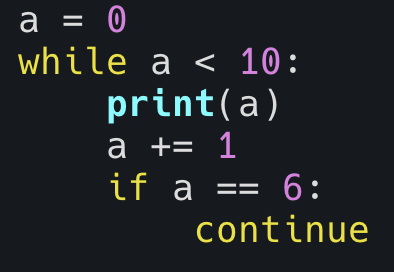 a = 0
while a < 10:
    print(a)
    a += 1
    if a == 6:
        continue